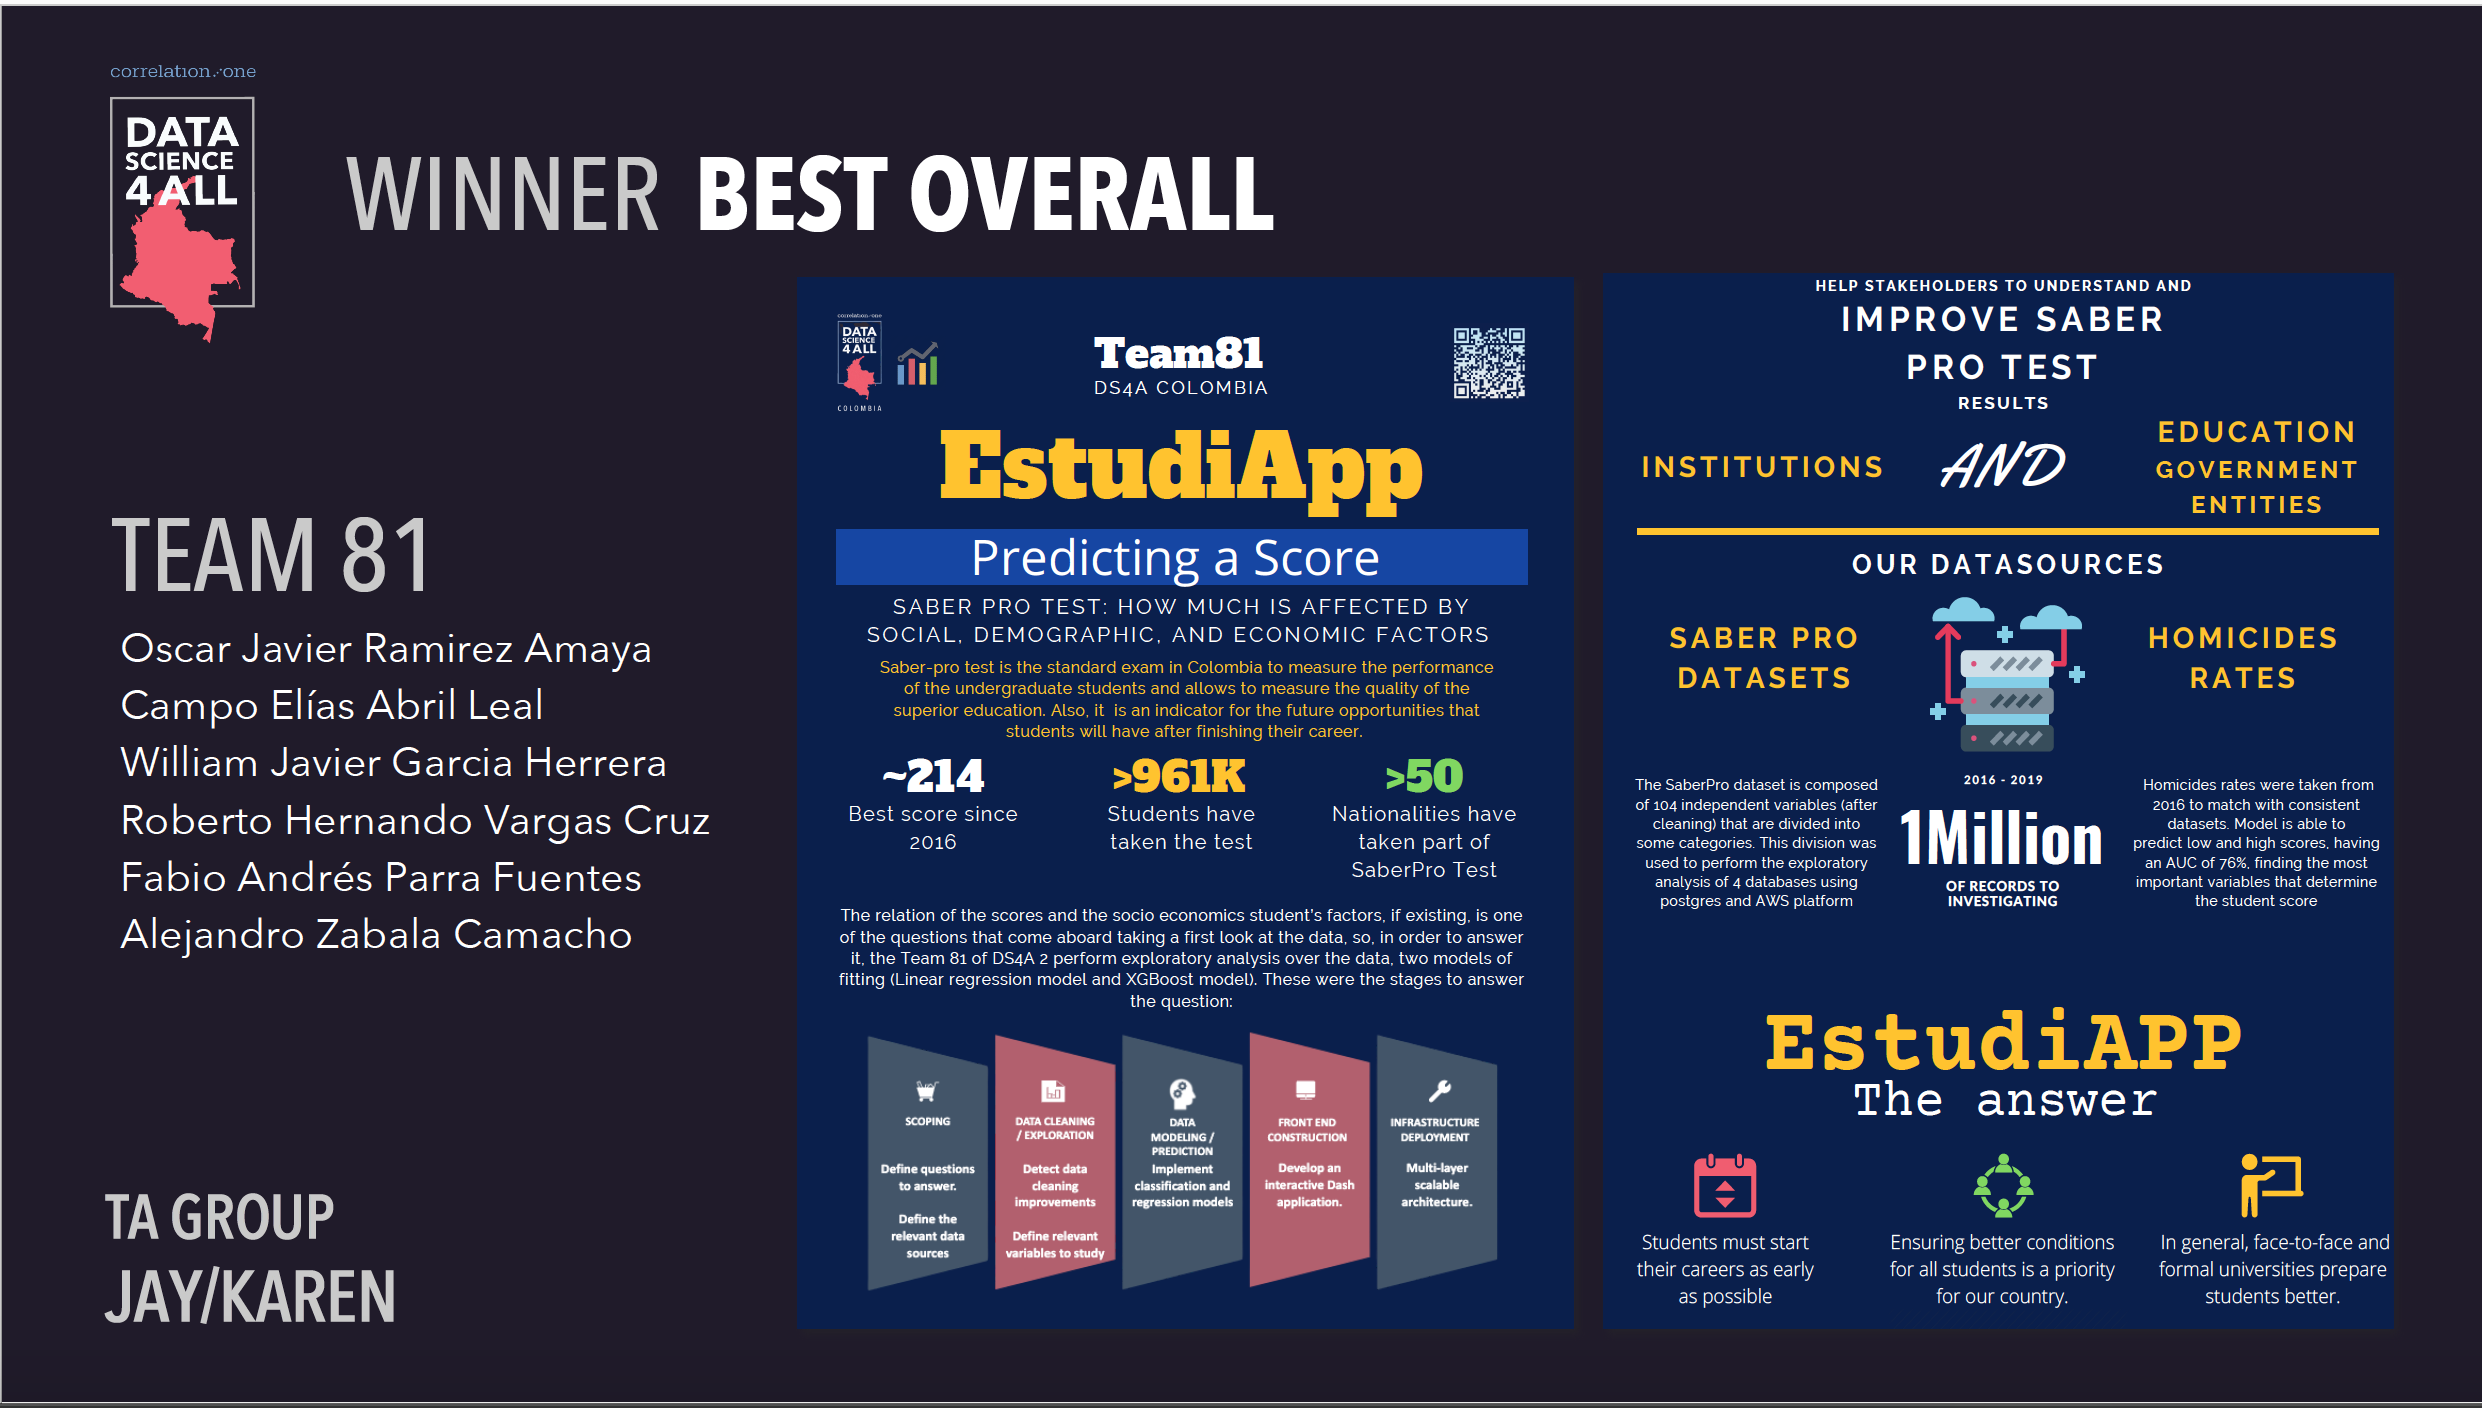 correlation.one
DATA
SCIENCE
4 ALL
WINNER BEST OVERALL
TEAM 81
Oscar Javier Ramirez Amaya
Campo Elías Abril Leal
William Javier Garcia Herrera
Roberto Hernando Vargas Cruz
Fabio Andrés Parra Fuentes
Alejandro Zabala Camacho
TA GROUP
JAY/KAREN
correlation-one
DATA
SCIENCE
4 ALL
COLOMBIA
Team81
DS4A COLOMBIA
EstudiApp
Predicting a Score
SABER PRO TEST: HOW MUCH IS AFFECTED BY
SOCIAL, DEMOGRAPHIC, AND ECONOMIC FACTORS
Saber-pro test is the standard exam in Colombia to measure the performance
of the undergraduate students and allows to measure the quality of the
superior education. Also, it is an indicator for the future opportunities that
students will have after finishing their career.
~214
Best score since
2016
>961K
Students have
taken the test
>50
Nationalities have
taken part of
SaberPro Test
The relation of the scores and the socio economics student's factors, if existing, is one
of the questions that come aboard taking a first look at the data, so, in order to answer
it, the Team 81 of DS4A 2 perform exploratory analysis over the data, two models of
fitting (Linear regression model and XGBoost model). These were the stages to answer
the question:
SCOPING
Define questions
to answer.
Define the
relevant data
sources
DATA CLEANING
/ EXPLORATION
Detect data
cleaning
improvements
Define relevant
variables to study
DATA
MODELING /
PREDICTION
Implement
classification and
regression models
FRONT END
CONSTRUCTION
Develop an
interactive Dash
application.
INFRASTRUCTURE
DEPLOYMENT
Multi-layer
scalable
architecture.
HELP STAKEHOLDERS TO UNDERSTAND AND
IMPROVE SABER
PRO TEST
RESULTS
INSTITUTIONS
AND
EDUCATION
GOVERNMENT
ENTITIES
OUR DATASOURCES
SABER PRO
DATASETS
HOMICIDES
RATES
The SaberPro dataset is composed
of 104 independent variables (after
cleaning) that are divided into
some categories. This division was
used to perform the exploratory
analysis of 4 databases using
postgres and AWS platform
2016 - 2019
1Million
OF RECORDS TO
INVESTIGATING
Homicides rates were taken from
2016 to match with consistent
datasets. Model is able to
predict low and high scores, having
an AUC of 76%, finding the most
important variables that determine
the student score
EstudiAPP
The answer
Students must start
their careers as early
as possible
Ensuring better conditions
for all students is a priority
for our country.
In general, face-to-face and
formal universities prepare
students better.